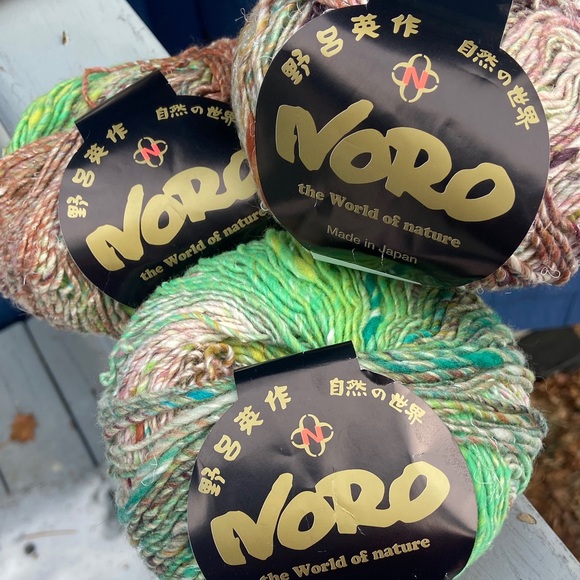 野呂英作
自然の世界
N
NORO
the World of nature
野呂英作
自然の世界
N
NORO
the World of nature
Made in Japan
野呂英作
自然の世界
N
NORO
the World of nature